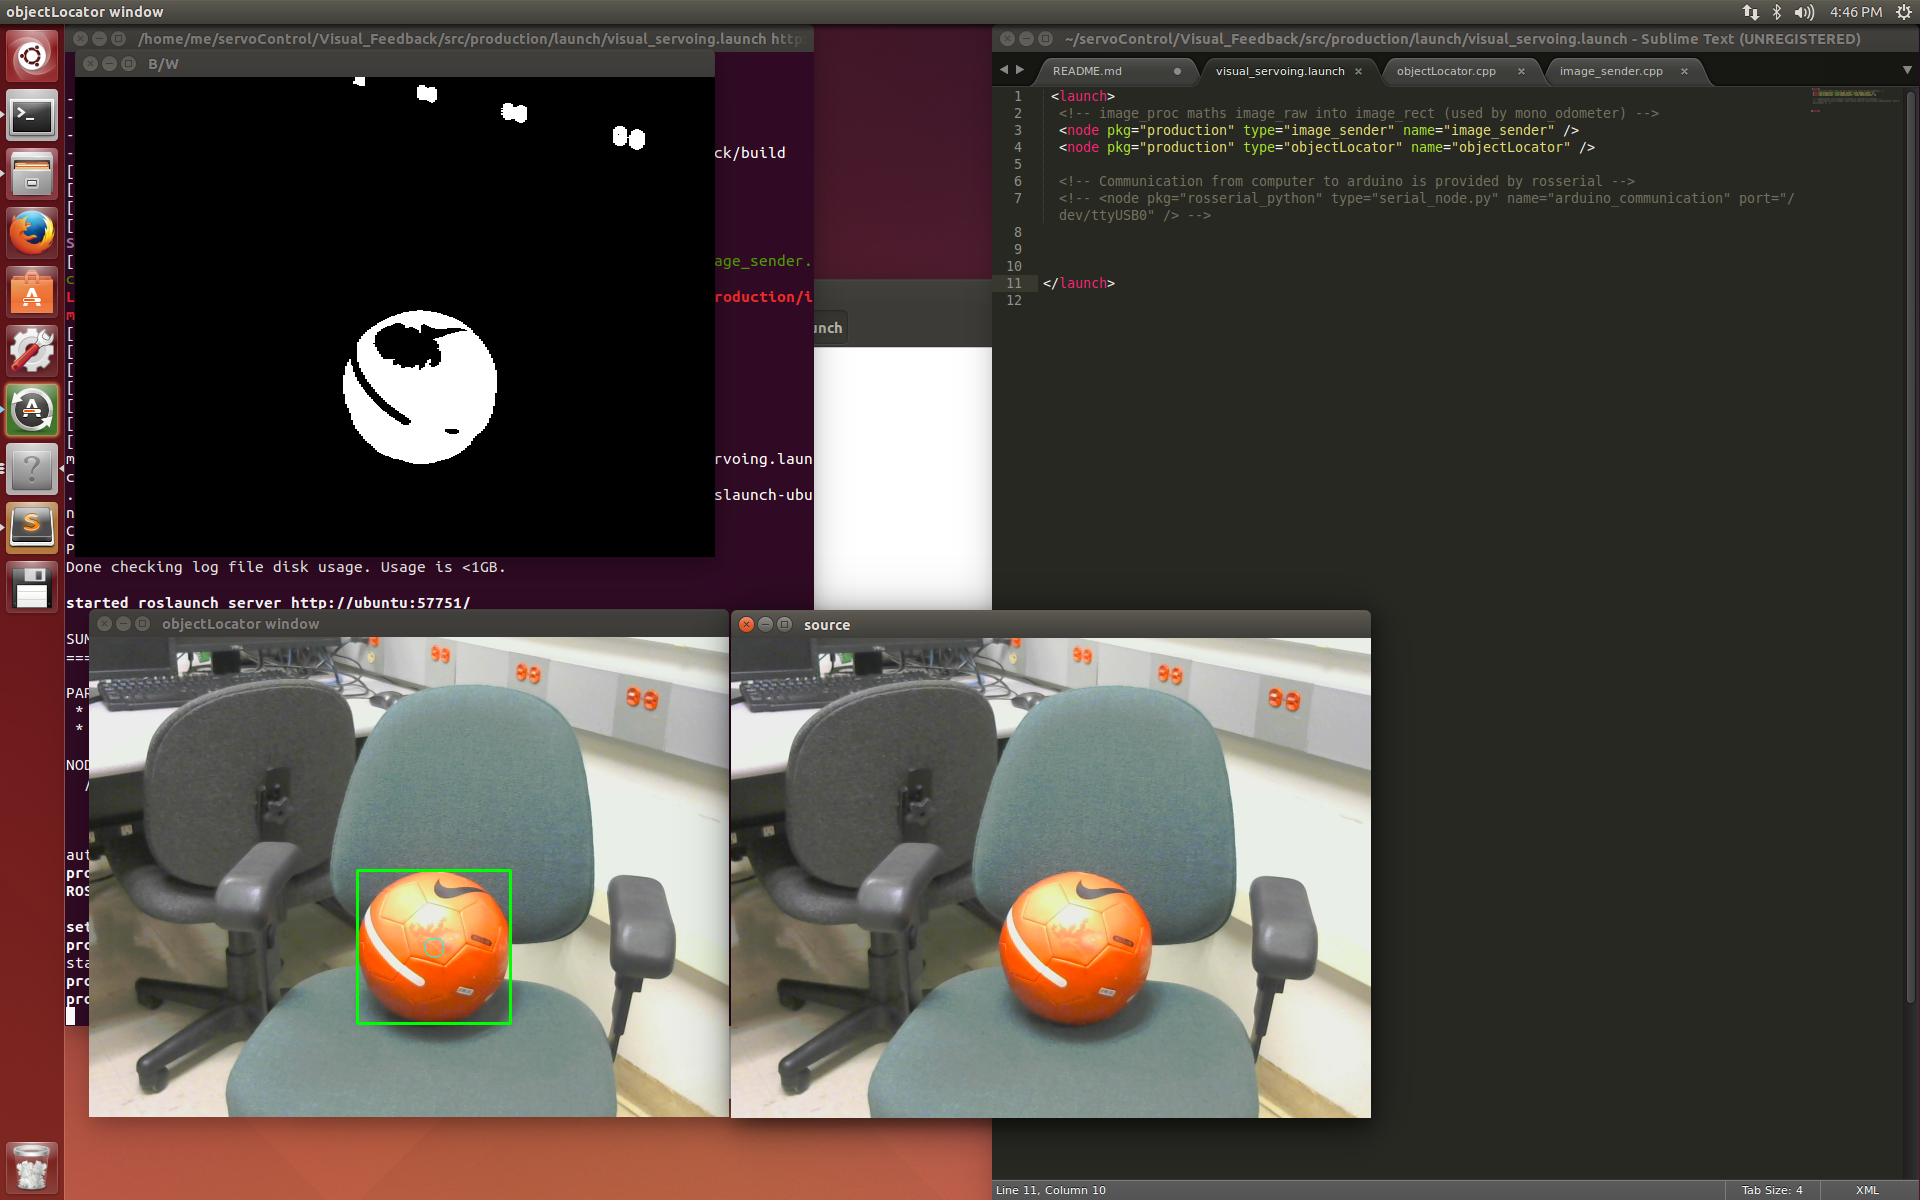 objectLocator window
4:46 PM
/home/me/servoControl/Visual_Feedback/src/production/launch/visual_servoing.launch http:
B/W
ck/build
age_sender.
roduction/i
unch
rvoing.laun
slaunch-ubu
Done checking log file disk usage. Usage is <1GB.
started roslaunch server http://ubuntu:57751/
SUM
===
PAR
*
*
NOD
/
aut
pro
ROS
set
pro
sta
pro
pro
objectLocator window
source
~/servoControl/Visual_Feedback/src/production/launch/visual_servoing.launch - Sublime Text (UNREGISTERED)
README.md
visual_servoing.launch
objectLocator.cpp
image_sender.cpp
1 <launch>
2 <!-- image_proc maths image_raw into image_rect (used by mono_odometer) -->
3 <node pkg="production" type="image_sender" name="image_sender" />
4 <node pkg="production" type="objectLocator" name="objectLocator" />
5
6 <!-- Communication from computer to arduino is provided by rosserial -->
7 <!-- <node pkg="rosserial_python" type="serial_node.py" name="arduino_communication" port="/
dev/ttyUSB0" /> -->
8
9
10
11 </launch>
12
Line 11, Column 10
Tab Size: 4
XML